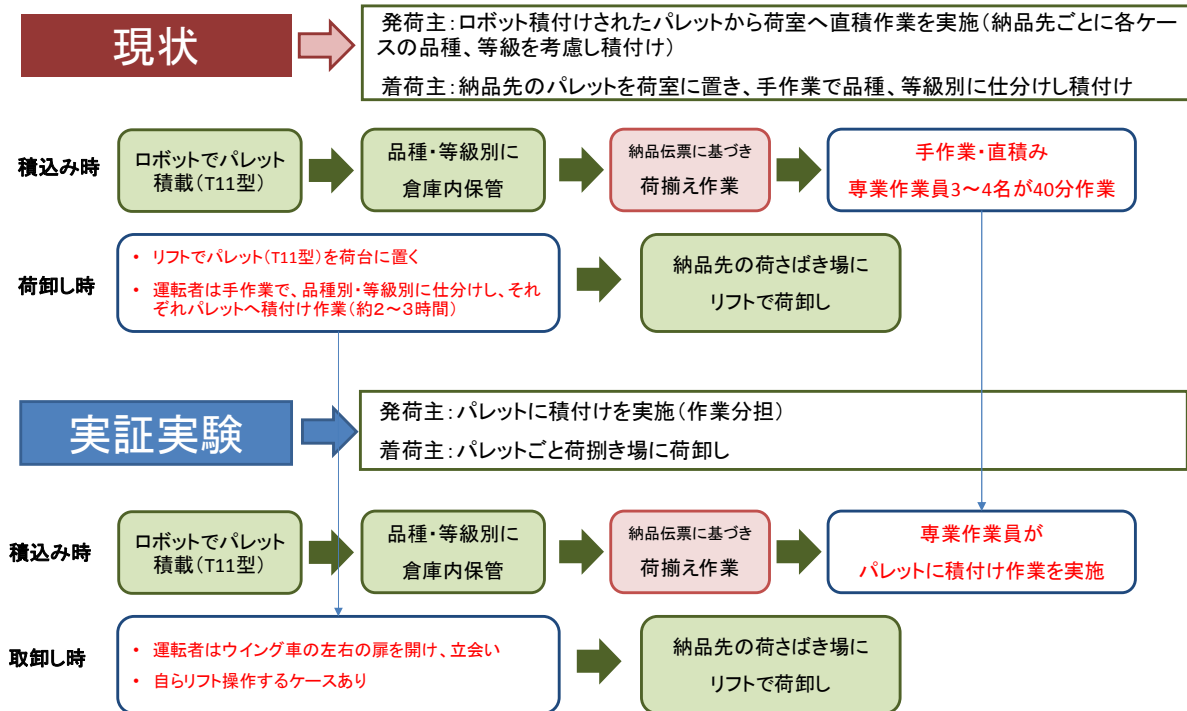 現状
発荷主：ロボット積付けされたパレットから荷室へ直積作業を実施（納品先ごとに各ケー
スの品種、等級を考慮し積付け）
着荷主：納品先のパレットを荷室に置き、手作業で品種、等級別に仕分けし積付け
積込み時
ロボットでパレット
積載（T11型）
品種・等級別に
倉庫内保管
納品伝票に基づき
荷揃え作業
手作業・直積み
専業作業員3～4名が40分作業
荷卸し時
• リフトでパレット（T11型）を荷台に置く
• 運転者は手作業で、品種別・等級別に仕分けし、それ
ぞれパレットへ積付け作業（約２～３時間）
納品先の荷さばき場に
リフトで荷卸し
実証実験
発荷主：パレットに積付けを実施（作業分担）
着荷主：パレットごと荷捌き場に荷卸し
積込み時
ロボットでパレット
積載（T11型）
品種・等級別に
倉庫内保管
納品伝票に基づき
荷揃え作業
専業作業員が
パレットに積付け作業を実施
取卸し時
• 運転者はウイング車の左右の扉を開け、立会い
• 自らリフト操作するケースあり
納品先の荷さばき場に
リフトで荷卸し